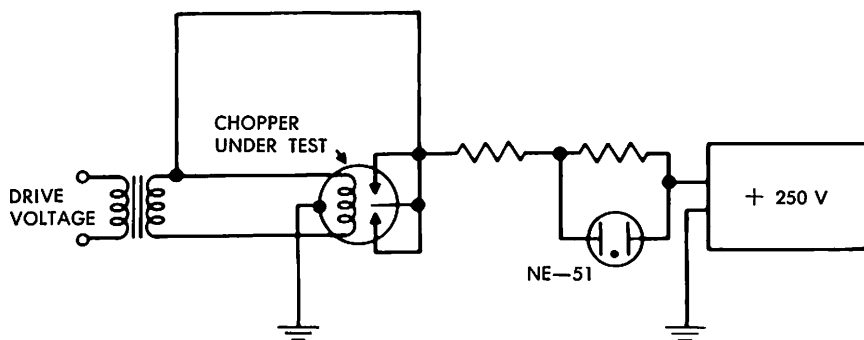 CHOPPER
UNDER TEST
DRIVE
VOLTAGE
+ 250 V
NE—51